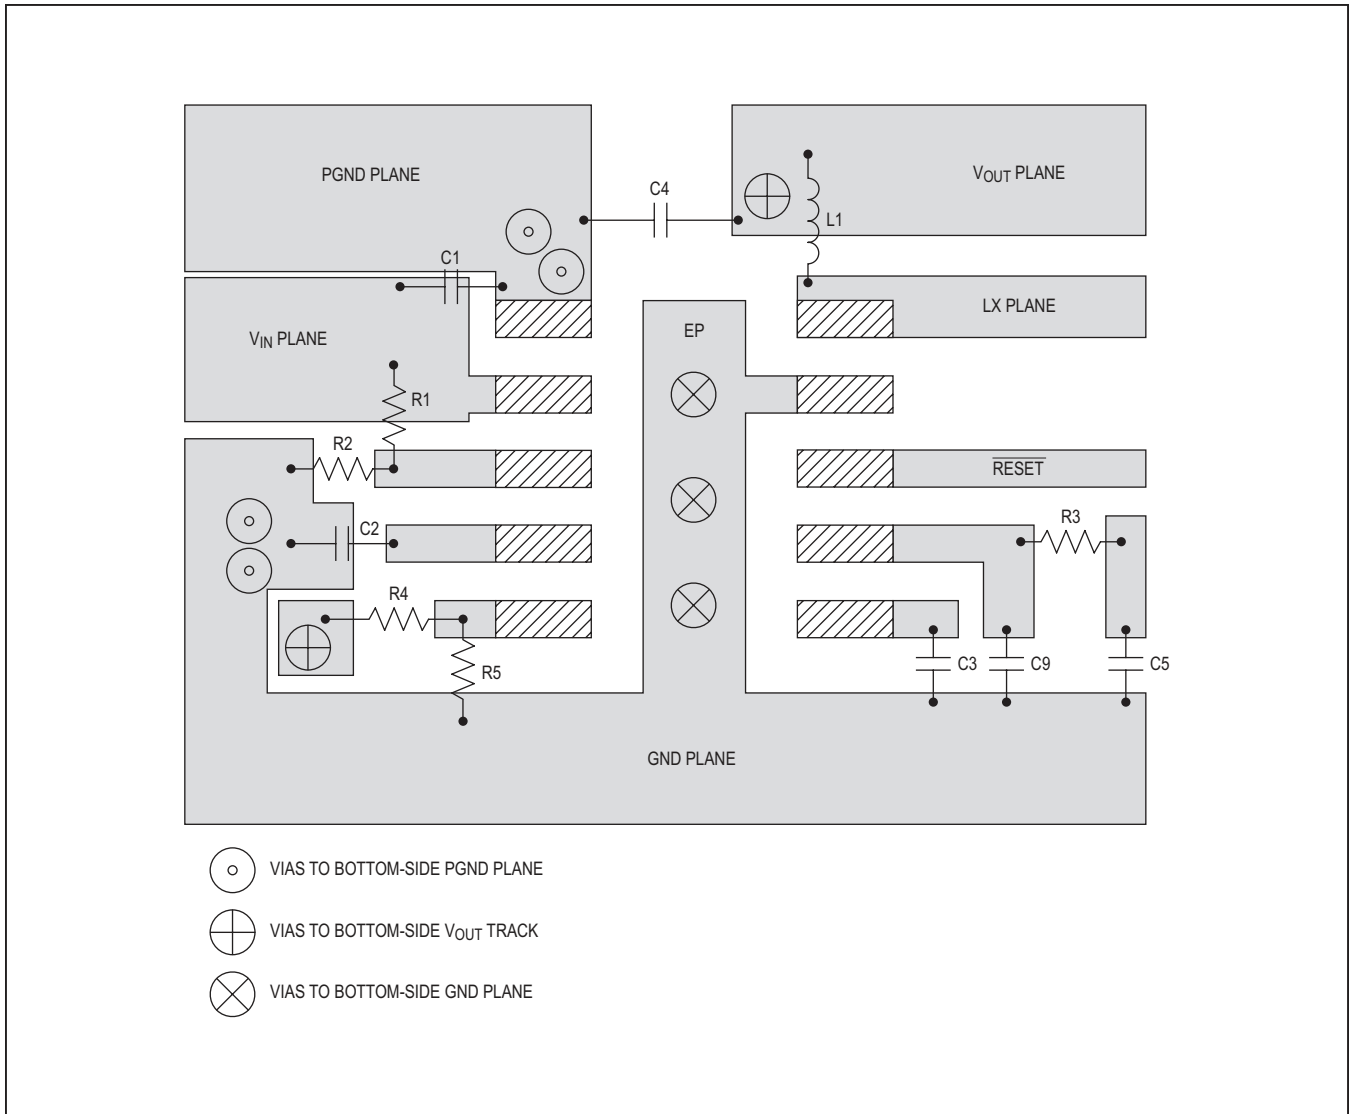 PGND PLANE
VOUT PLANE
C4
L1
C1
LX PLANE
EP
VIN PLANE
R1
R2
RESET
R3
C2
R4
R5
C3
C9
C5
GND PLANE
VIAS TO BOTTOM-SIDE PGND PLANE
VIAS TO BOTTOM-SIDE VOUT TRACK
VIAS TO BOTTOM-SIDE GND PLANE